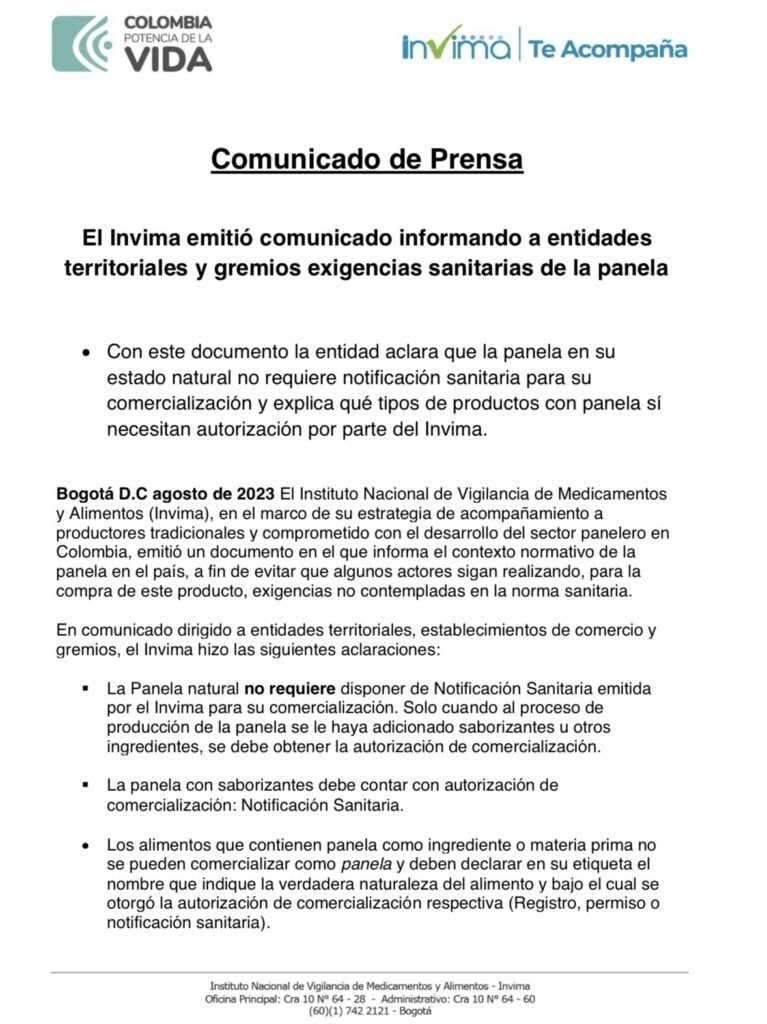 COLOMBIA
POTENCIA DE LA
VIDA
invima | Te Acompaña
Comunicado de Prensa
El Invima emitió comunicado informando a entidades
territoriales y gremios exigencias sanitarias de la panela
• Con este documento la entidad aclara que la panela en su
estado natural no requiere notificación sanitaria para su
comercialización y explica qué tipos de productos con panela sí
necesitan autorización por parte del Invima.
Bogotá D.C agosto de 2023 El Instituto Nacional de Vigilancia de Medicamentos
y Alimentos (Invima), en el marco de su estrategia de acompañamiento a
productores tradicionales y comprometido con el desarrollo del sector panelero en
Colombia, emitió un documento en el que informa el contexto normativo de la
panela en el país, a fin de evitar que algunos actores sigan realizando, para la
compra de este producto, exigencias no contempladas en la norma sanitaria.
En comunicado dirigido a entidades territoriales, establecimientos de comercio y
gremios, el Invima hizo las siguientes aclaraciones:
▪ La Panela natural no requiere disponer de Notificación Sanitaria emitida
por el Invima para su comercialización. Solo cuando al proceso de
producción de la panela se le haya adicionado saborizantes u otros
ingredientes, se debe obtener la autorización de comercialización.
▪ La panela con saborizantes debe contar con autorización de
comercialización: Notificación Sanitaria.
• Los alimentos que contienen panela como ingrediente o materia prima no
se pueden comercializar como panela y deben declarar en su etiqueta el
nombre que indique la verdadera naturaleza del alimento y bajo el cual se
otorgó la autorización de comercialización respectiva (Registro, permiso o
notificación sanitaria).
Instituto Nacional de Vigilancia de Medicamentos y Alimentos - Invima
Oficina Principal: Cra 10 N° 64 - 28 - Administrativo: Cra 10 N° 64 - 60
(60)(1) 742 2121 - Bogotá